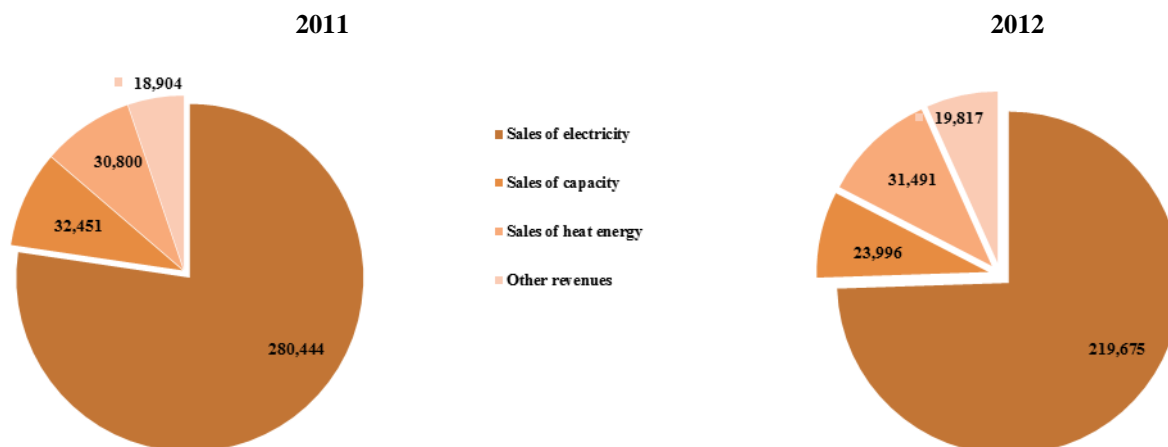 2011
2012
18,904
30,800
32,451
280,444
Sales of electricity
Sales of capacity
Sales of heat energy
Other revenues
19,817
31,491
23,996
219,675